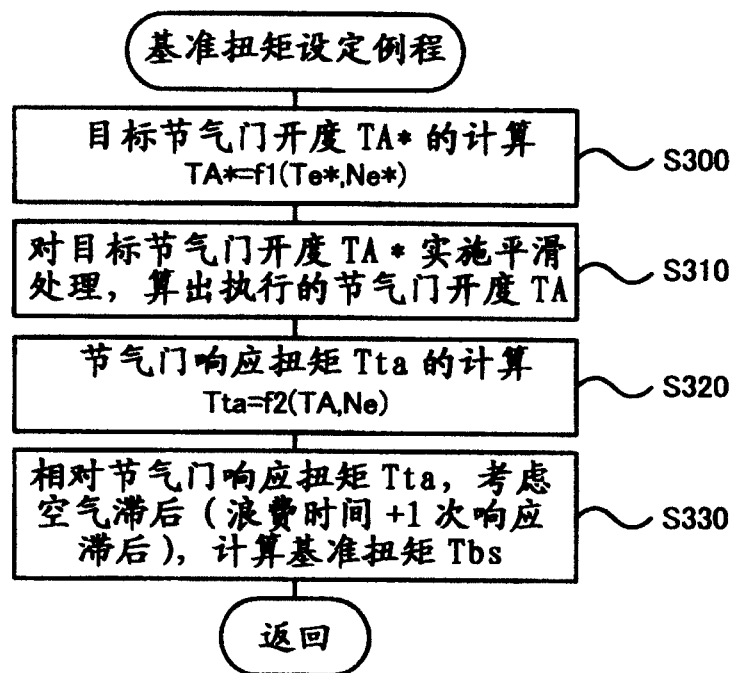 基准扭矩设定例程
目标节气门开度 TA* 的计算
TA*=f1(Te*,Ne*)
S300
对目标节气门开度 TA * 实施平滑
处理，算出执行的节气门开度 TA
S310
节气门响应扭矩 Tta 的计算
Tta=f2(TA,Ne)
S320
相对节气门响应扭矩 Tta，考虑
空气滞后（浪费时间 +1 次响应
滞后），计算基准扭矩 Tbs
S330
返回